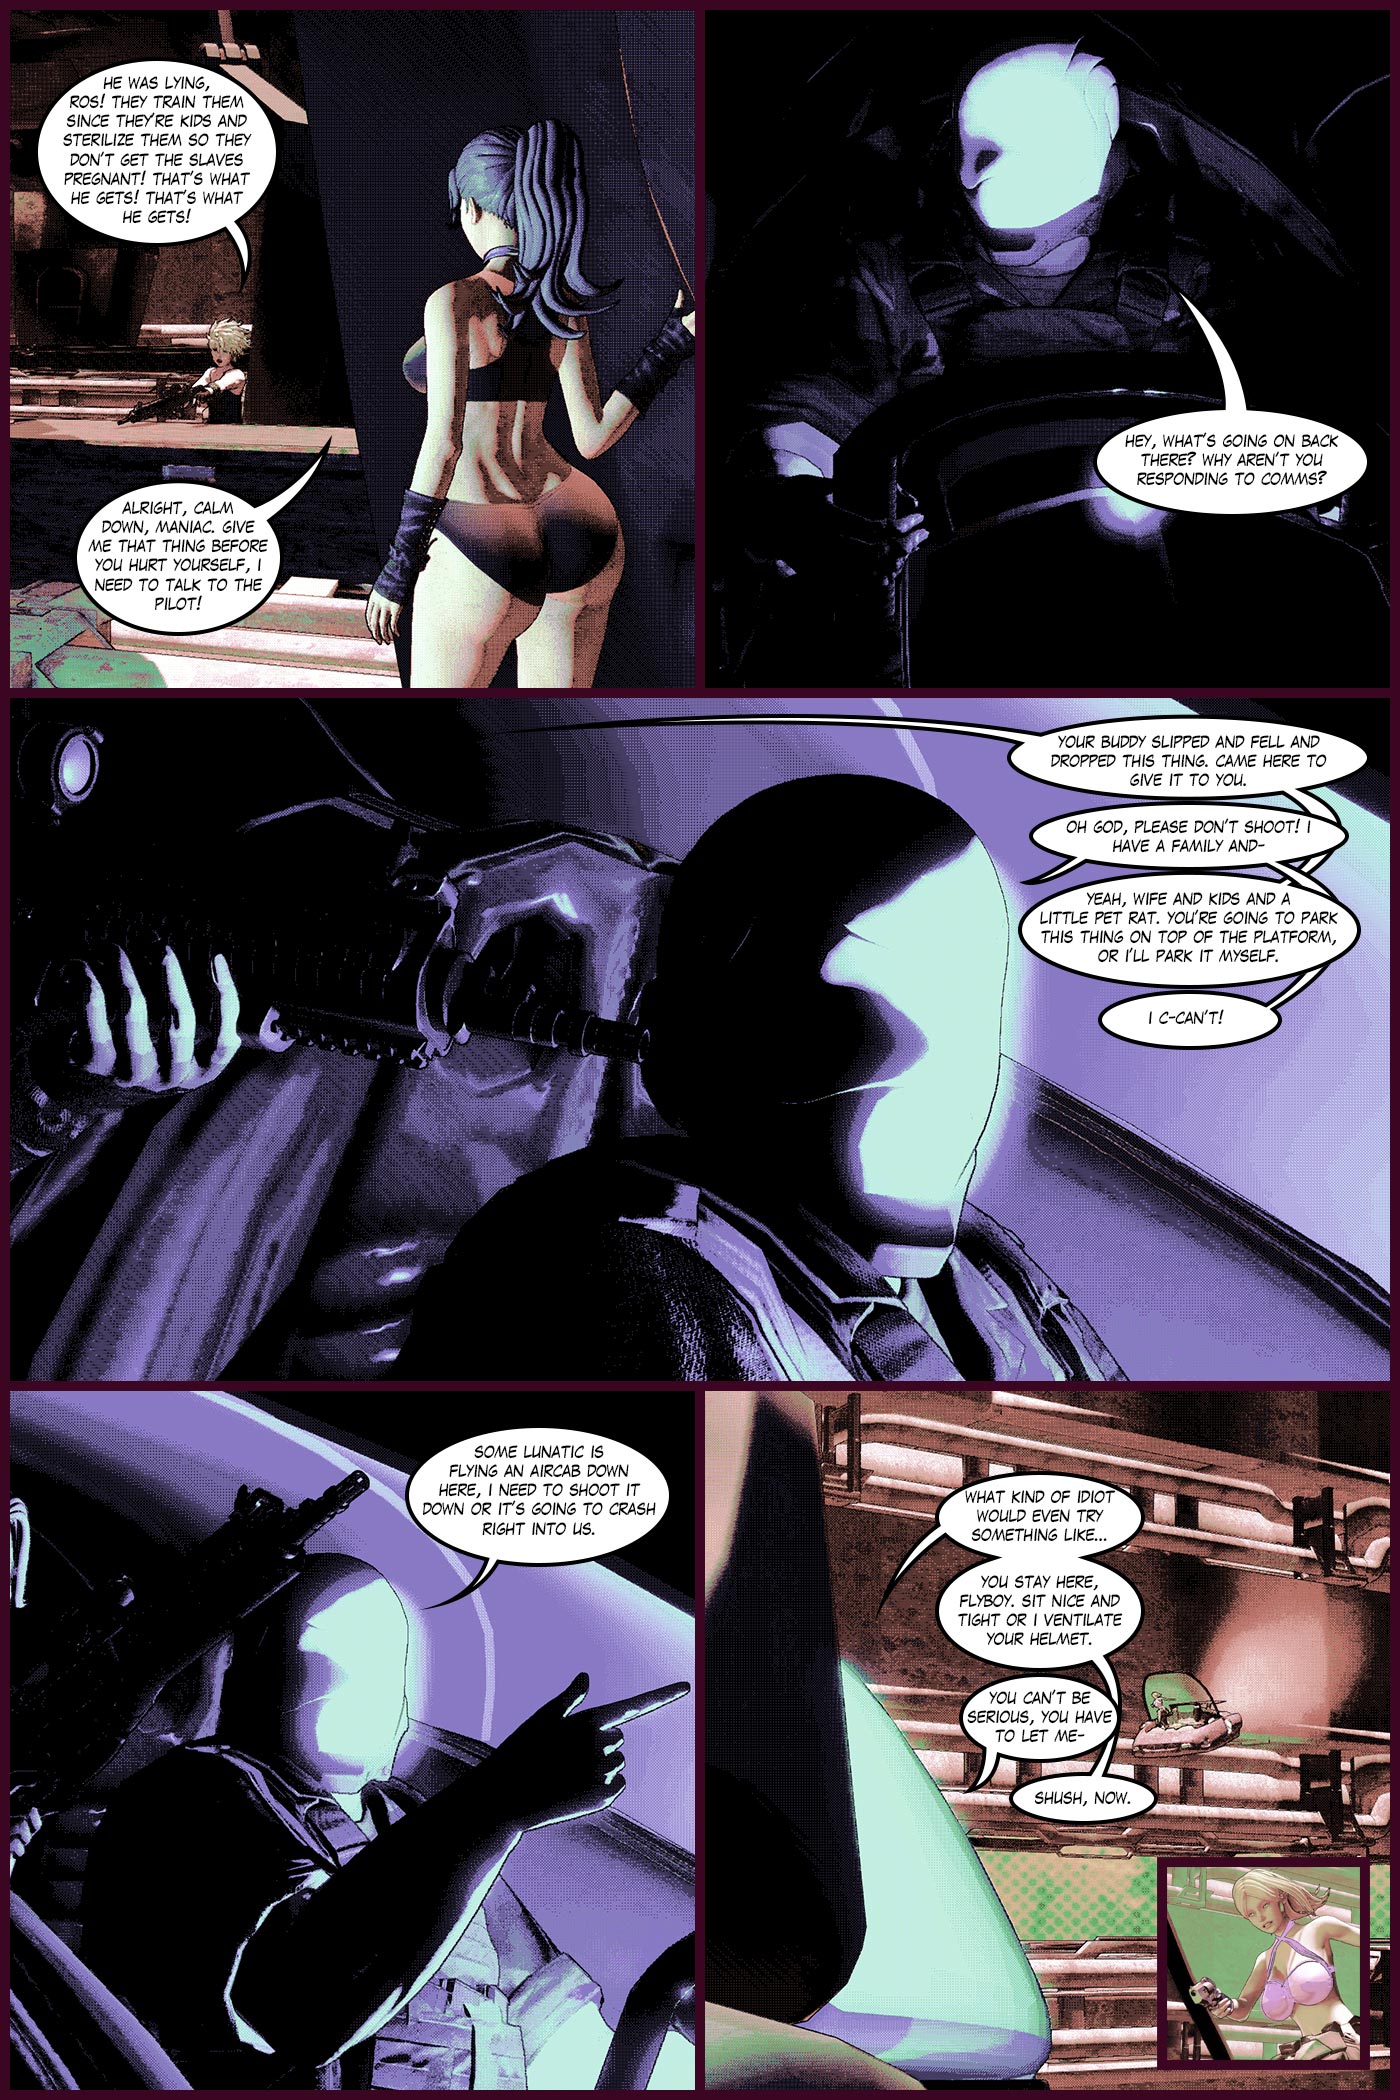 HE WAS LYING,
ROS! THEY TRAIN THEM
SINCE THEY'RE KIDS AND
STERILIZE THEM SO THEY
DON'T GET THE SLAVES
PREGNANT! THAT'S WHAT
HE GETS! THAT'S WHAT
HE GETS!
ALRIGHT, CALM
DOWN, MANIAC. GIVE
ME THAT THING BEFORE
YOU HURT YOURSELF, I
NEED TO TALK TO THE
PILOT!
HEY, WHAT'S GOING ON BACK
THERE? WHY AREN'T YOU
RESPONDING TO COMMS?
YOUR BUDDY SLIPPED AND FELL AND
DROPPED THIS THING. CAME HERE TO
GIVE IT TO YOU.
OH GOD, PLEASE DON'T SHOOT! I
HAVE A FAMILY AND-
YEAH, WIFE AND KIDS AND A
LITTLE PET RAT. YOU'RE GOING TO PARK
THIS THING ON TOP OF THE PLATFORM,
OR I'LL PARK IT MYSELF.
I C-CAN'T!
SOME LUNATIC IS
FLYING AN AIRCAB DOWN
HERE, I NEED TO SHOOT IT
DOWN OR IT'S GOING TO CRASH
RIGHT INTO US.
WHAT KIND OF IDIOT
WOULD EVEN TRY
SOMETHING LIKE...
YOU STAY HERE,
FLYBOY. SIT NICE AND
TIGHT OR I VENTILATE
YOUR HELMET.
YOU CAN'T BE
SERIOUS, YOU HAVE
TO LET ME-
SHUSH, NOW.